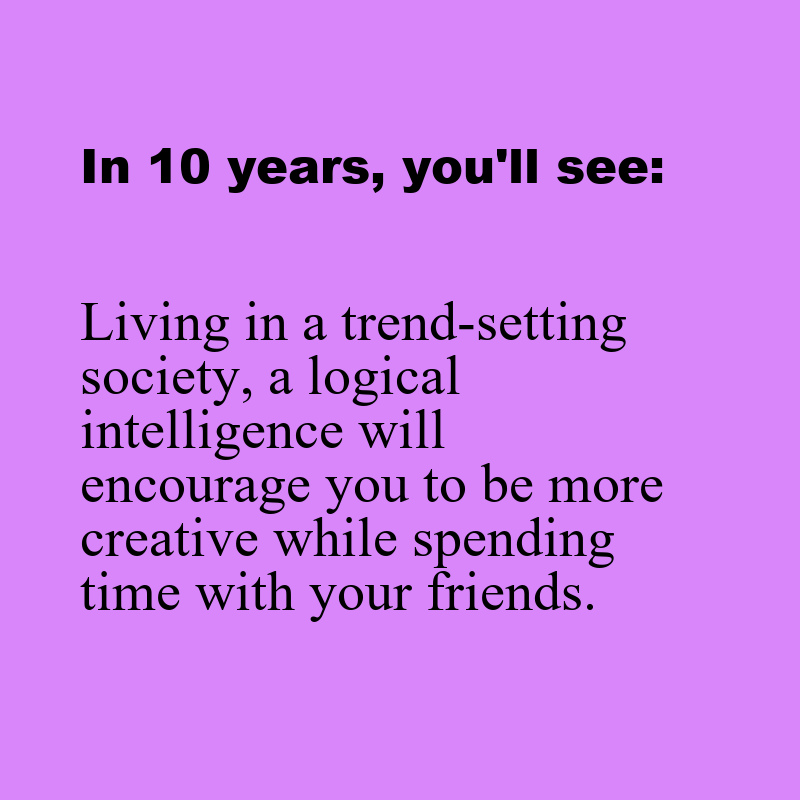 In 10 years, you'll see:
Living in a trend-setting
society, a logical
intelligence will
encourage you to be more
creative while spending
time with your friends.